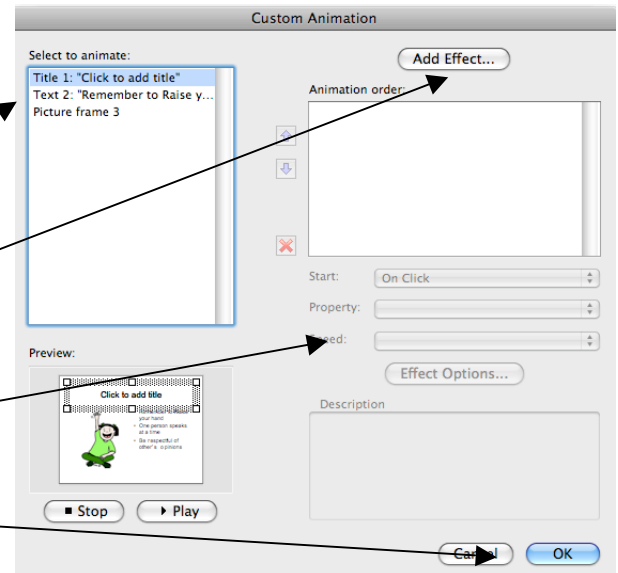 Custom Animation
Select to animate:
Title 1: "Click to add title"
Text 2: "Remember to Raise y...
Picture frame 3
Add Effect...
Animation order:
Start: On Click
Property:
Speed:
Effect Options...
Description
Preview:
Click to add title
your hand
One person speaks
at a time
Be respectful of
other's opinions
Stop
Play
Cancel
OK